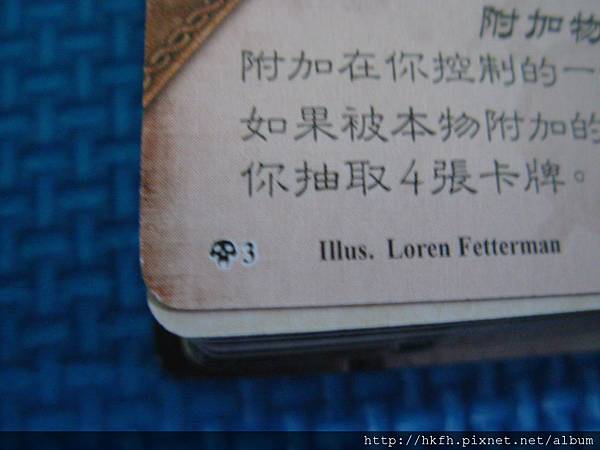 附加物
附加在你控制的一
如果被本物附加的
你抽取4張卡牌。
3 Illus. Loren Fetterman
http://hkfh.pixnet.net/album